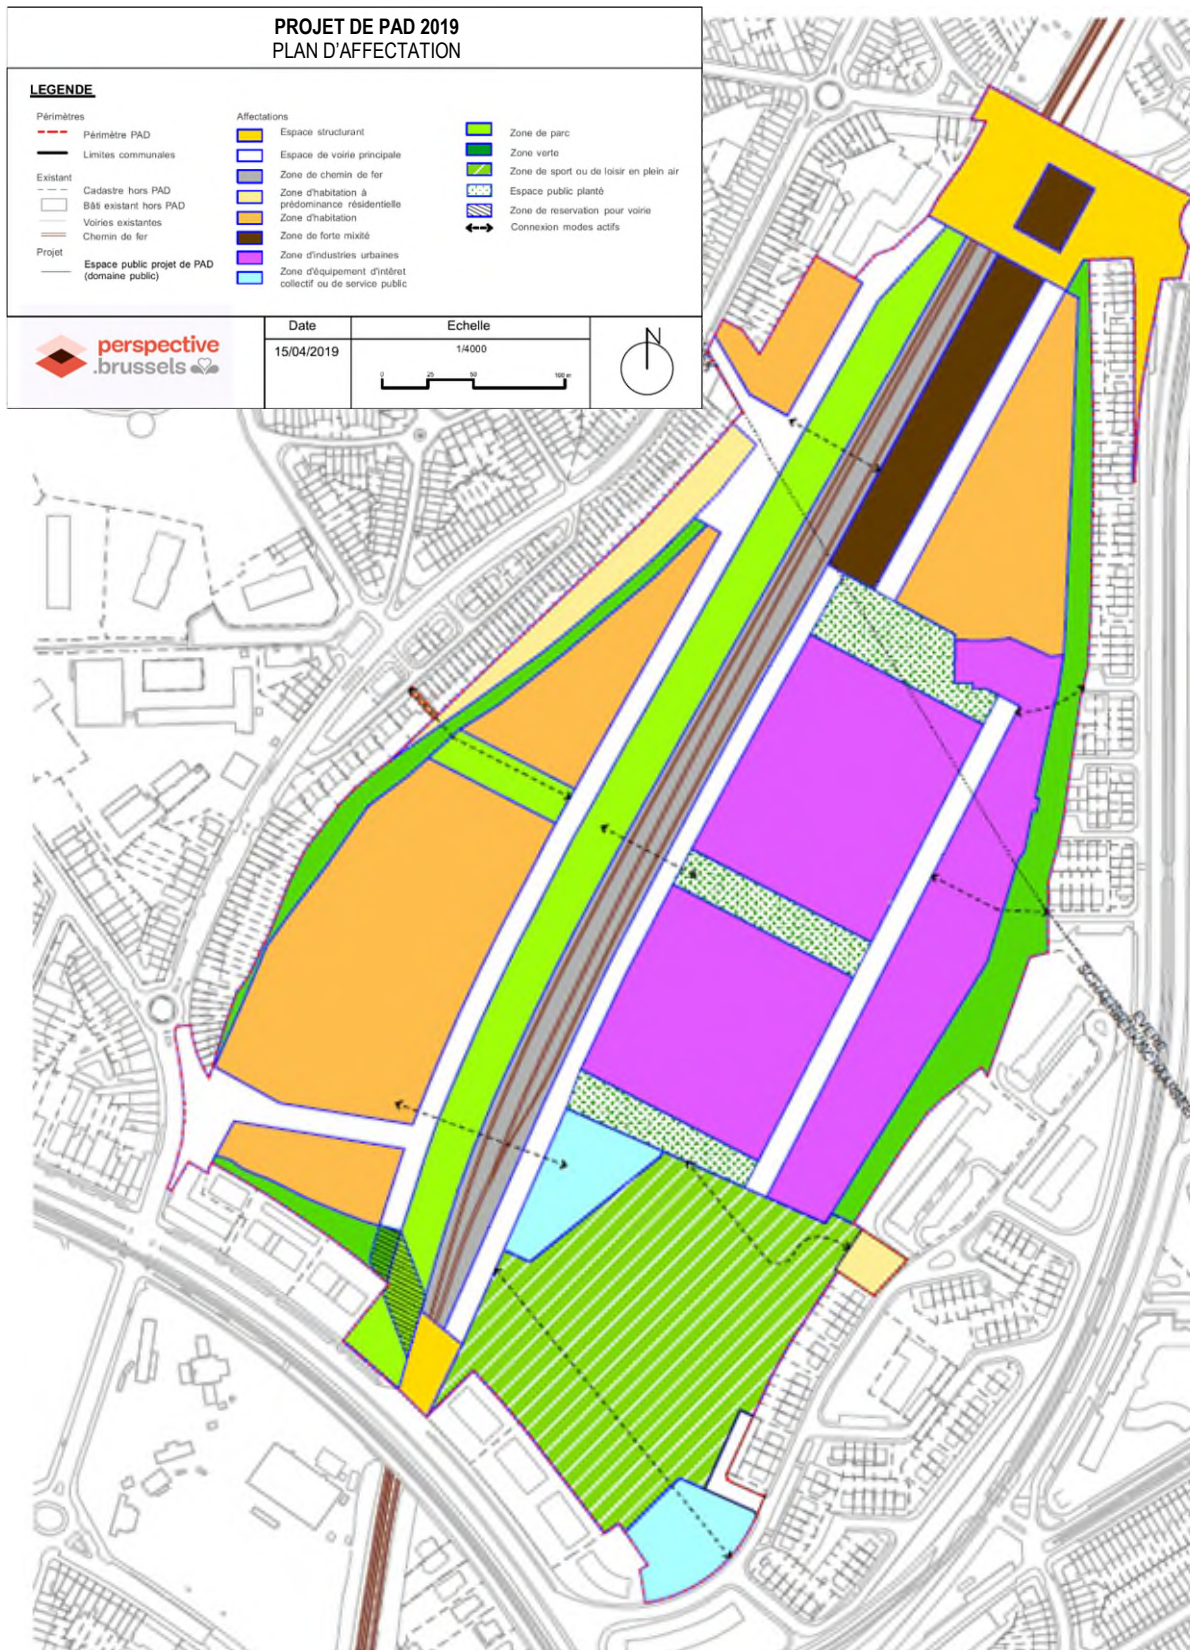 PROJET DE PAD 2019
PLAN D'AFFECTATION
LEGENDE
Périmètres
Périmètre PAD
Limites communales
Existant
Cadastre hors PAD
Bâti existant hors PAD
Voiries existantes
Chemin de fer
Projet
Espace public projet de PAD
(domaine public)
Affectations
Espace structurant
Espace de voirie principale
Zone de chemin de fer
Zone d'habitation à
prédominance résidentielle
Zone d'habitation
Zone de forte mixité
Zone d'industries urbaines
Zone d'équipement d'intéret
collectif ou de service public
Zone de parc
Zone verte
Zone de sport ou de loisir en plein air
Espace public planté
Zone de reservation pour voirie
Connexion modes actifs
perspective
.brussels
Date
15/04/2019
Echelle
1/4000
0 25 50 100 m
N
EVERE